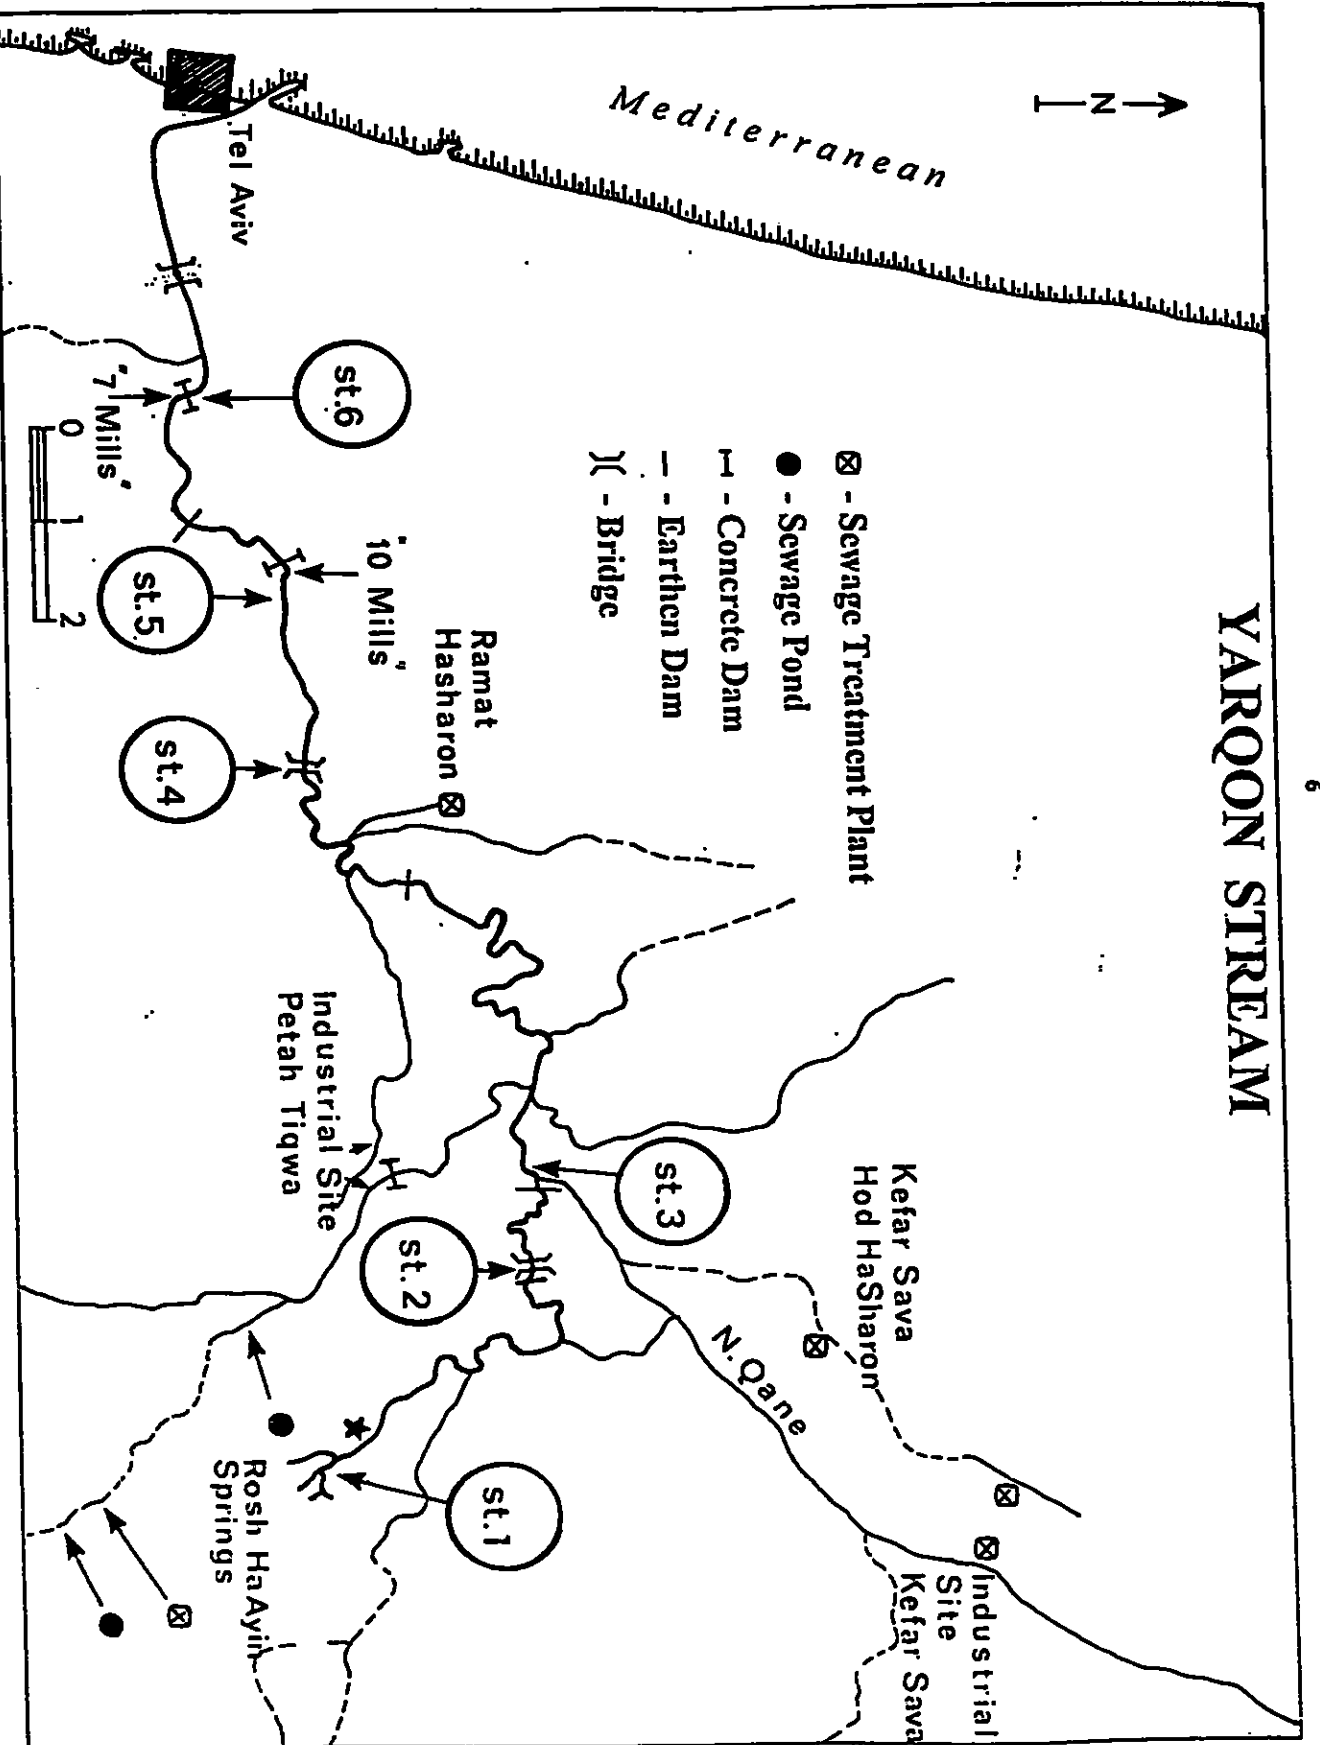 6
YARQON STREAM
N
Mediterranean
⊠ - Sewage Treatment Plant
● - Sewage Pond
I - Concrete Dam
| - Earthen Dam
)( - Bridge
Kefar Sava
Hod HaSharon
Industrial
Site
Kefar Sava
N. Qane
st.3
Ramat
Hasharon
"10 Mills"
st.6
Tel Aviv
"7 Mills"
st.5
st.4
st.2
st.1
Industrial Site
Petah Tiqwa
Rosh HaAyin
Springs
0 1 2